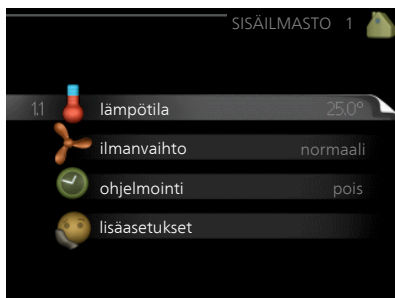 SISÄILMASTO 1
1.1 lämpötila 25.0°
ilmanvaihto normaali
ohjelmointi pois
lisäasetukset